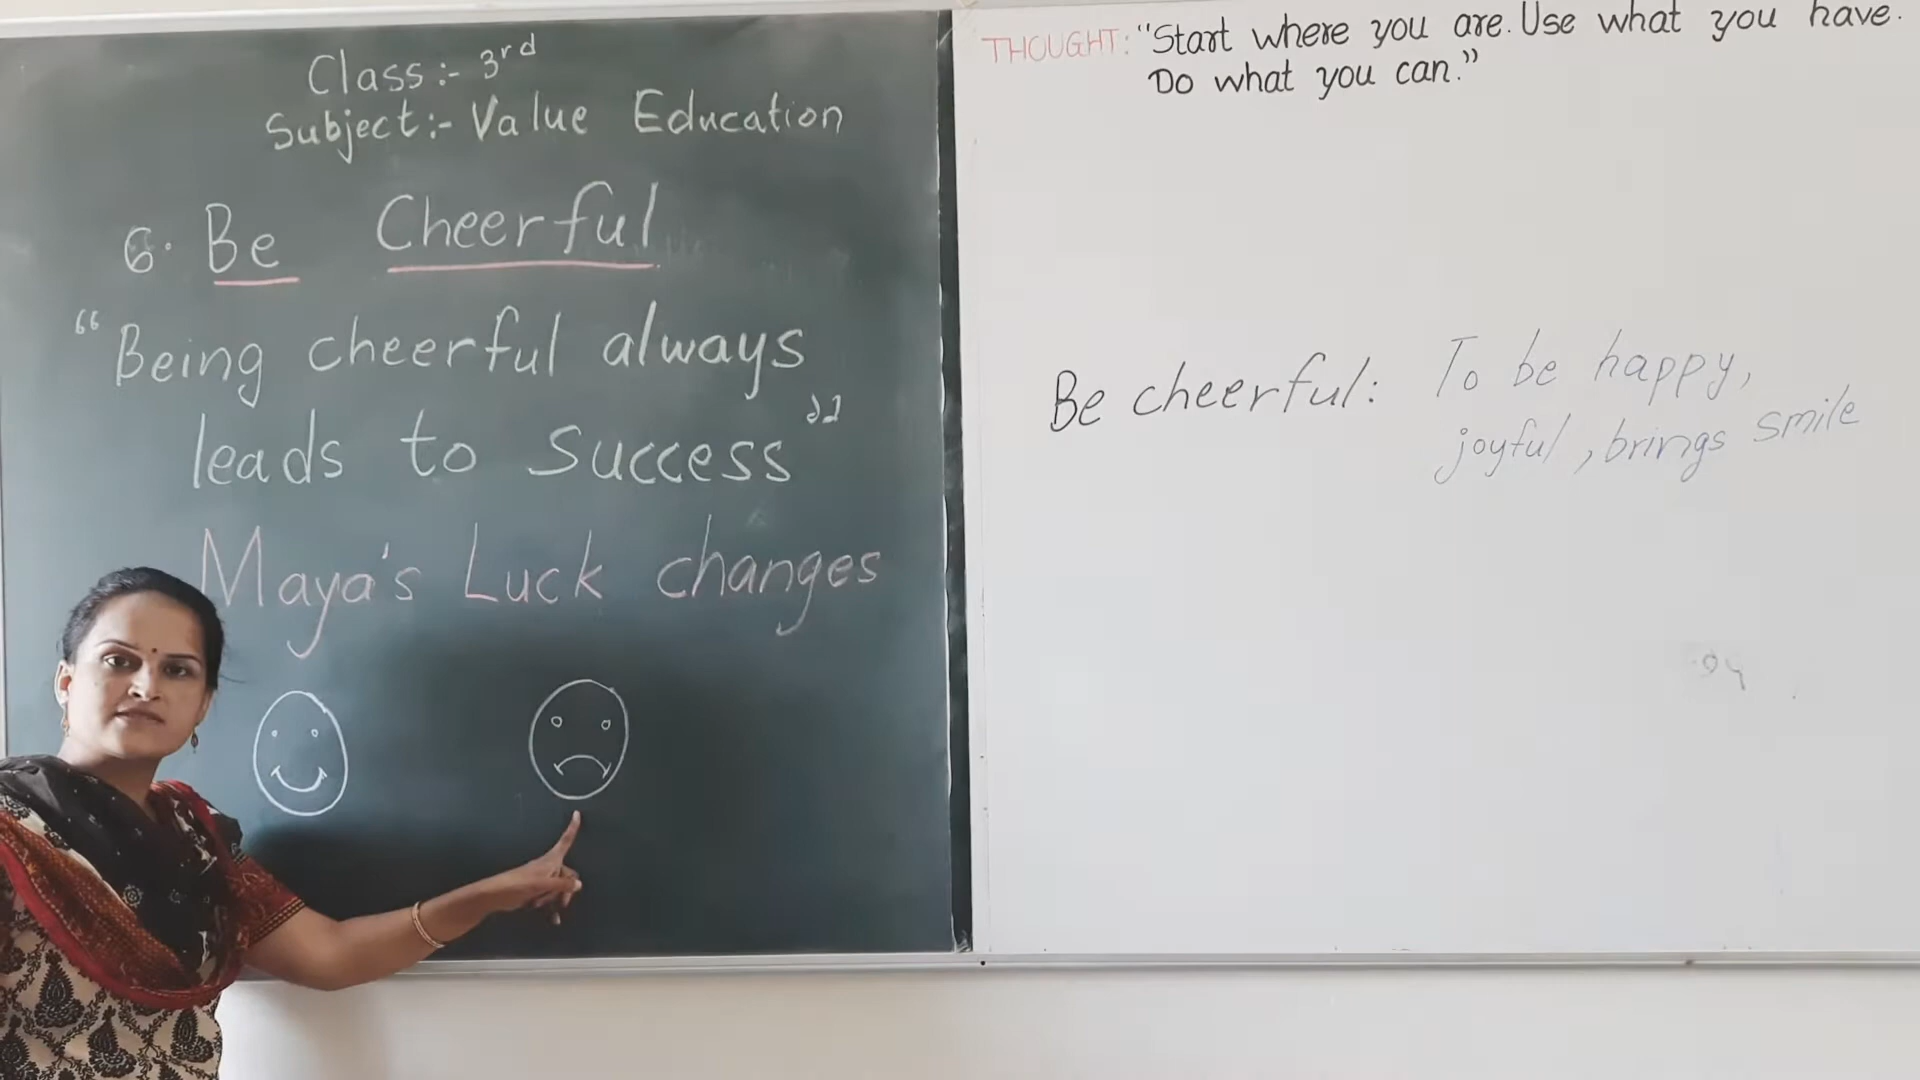 Class:- 3rd
Subject:- Value Education
6. Be Cheerful
"Being cheerful always
leads to success"
Maya's Luck changes
THOUGHT: "Start where you are. Use what you have.
Do what you can."
Be cheerful: To be happy,
joyful, brings smile